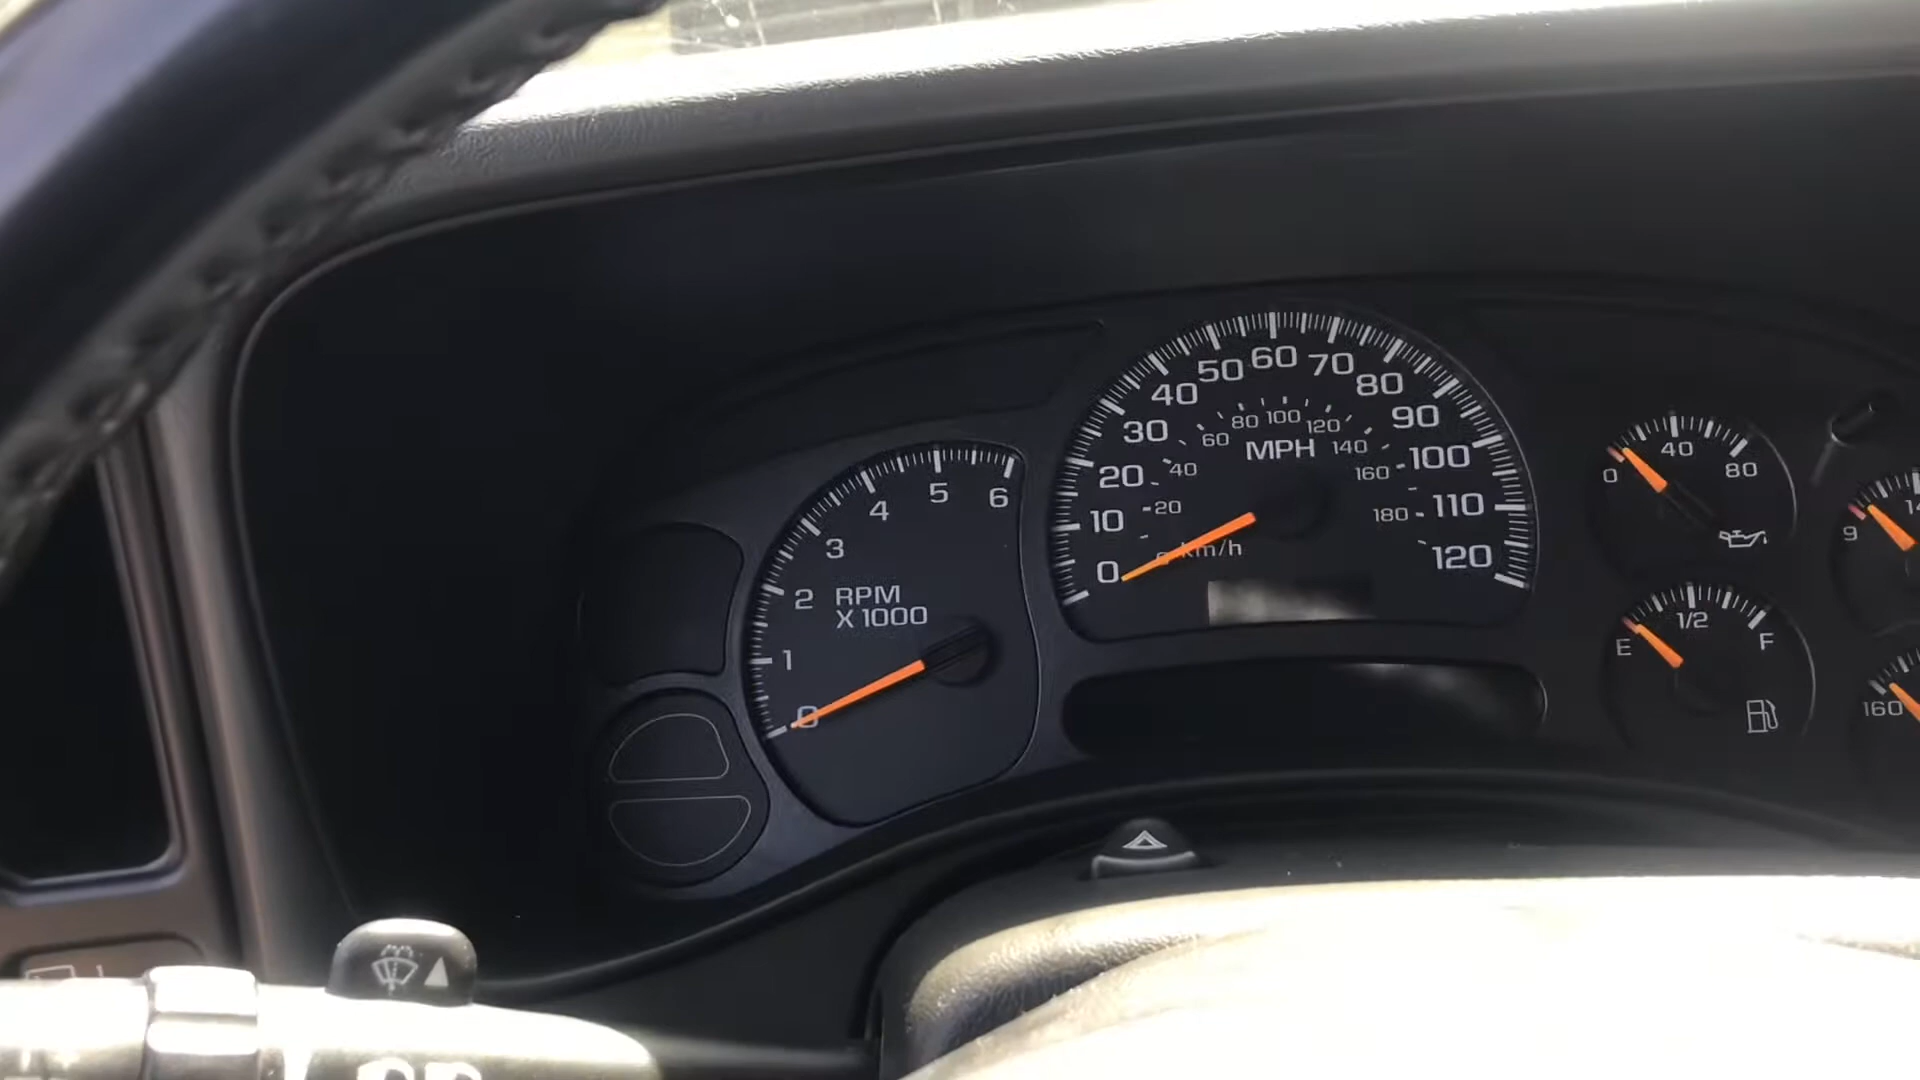 0 10 20 30 40 50 60 70 80 90 100 110 120
20 40 60 80 100 120 140 160 180
MPH
km/h
0 1 2 3 4 5 6
RPM
X 1000
0 40 80
E 1/2 F
9
160